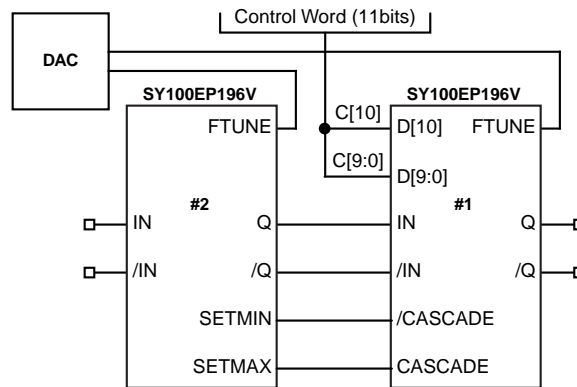 Control Word (11bits)
DAC
SY100EP196V
SY100EP196V
FTUNE
C[10]
D[10]
FTUNE
C[9:0]
D[9:0]
#2
#1
IN
Q
IN
Q
/IN
/Q
/IN
/Q
SETMIN
/CASCADE
SETMAX
CASCADE